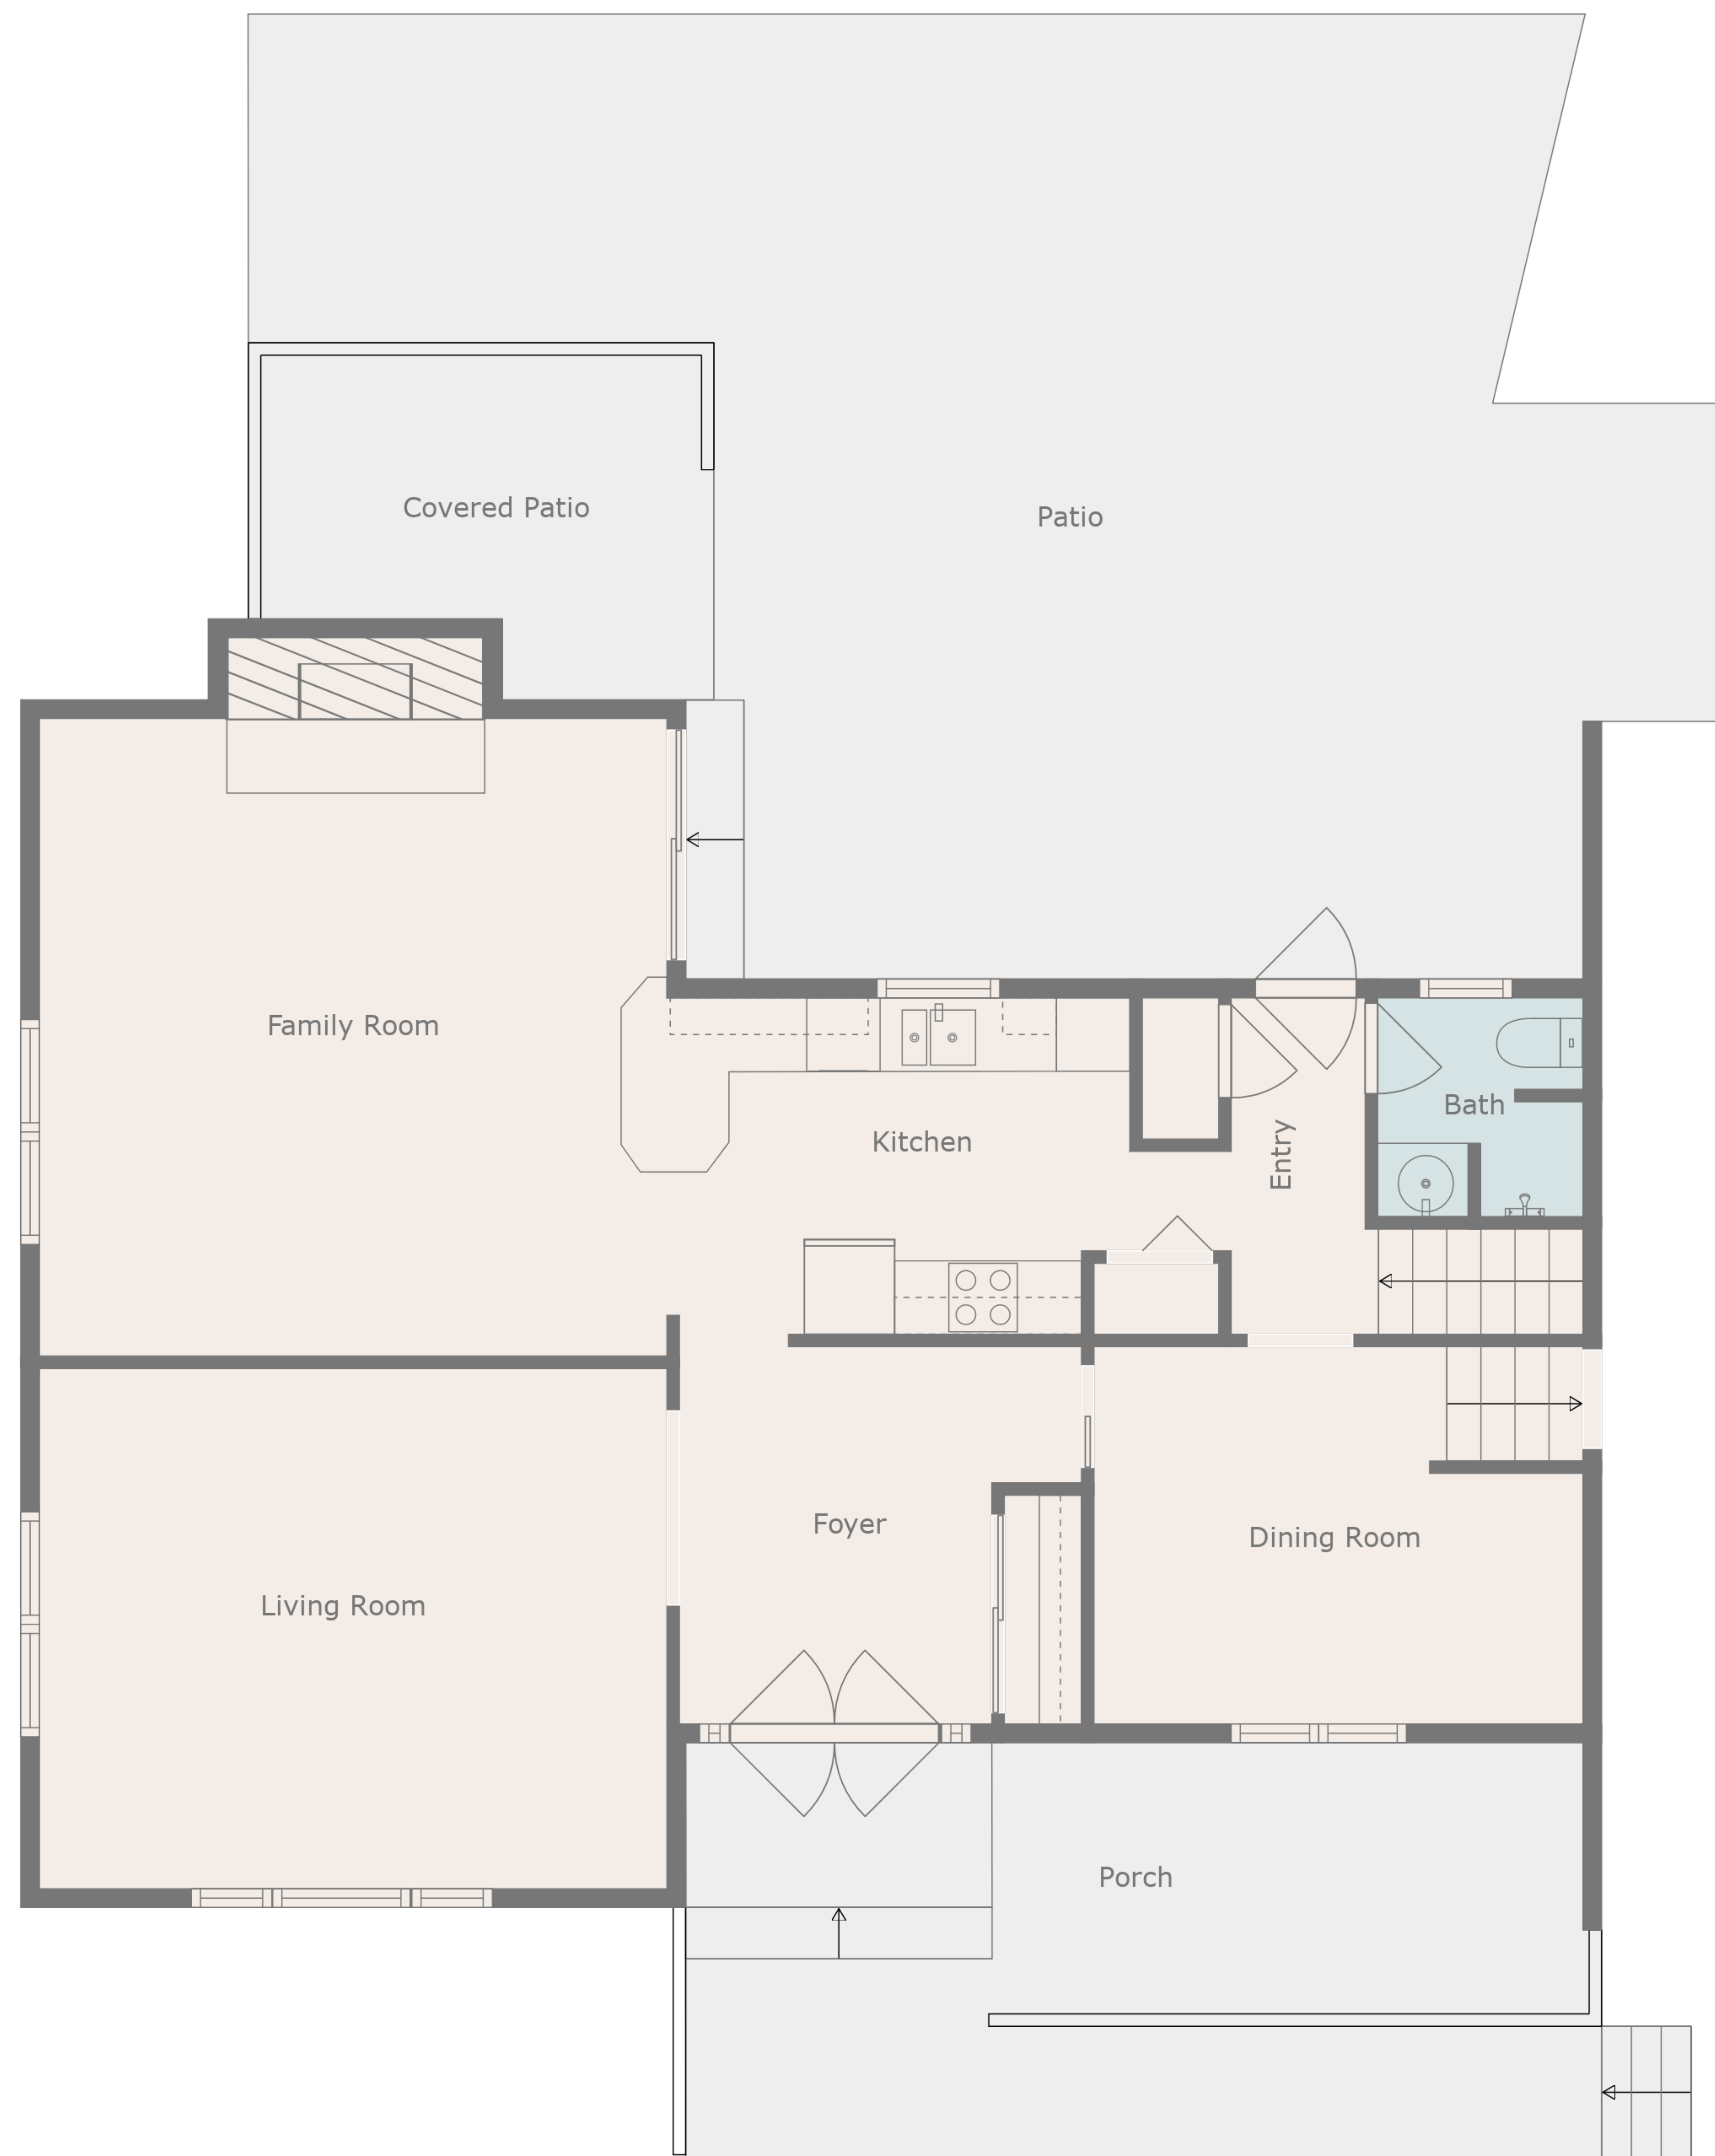 Covered Patio
Patio
Family Room
Kitchen
Entry
Bath
Foyer
Dining Room
Living Room
Porch